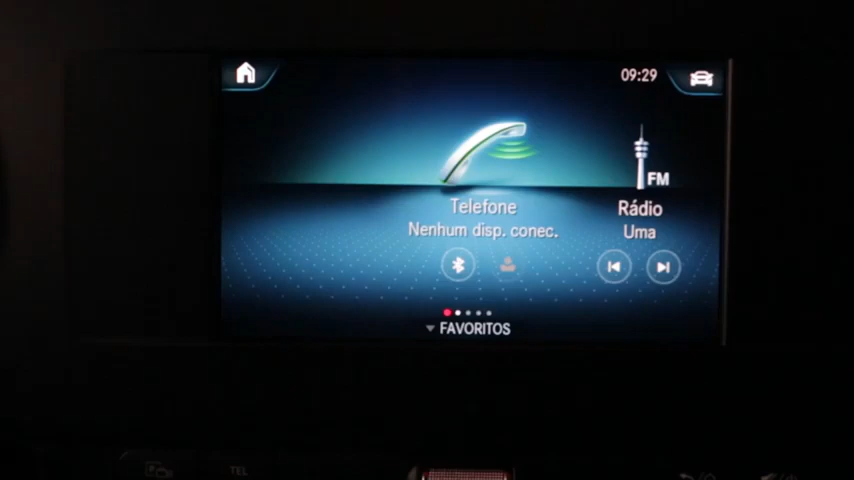 09:29
FM
Telefone
Nenhum disp. conec.
Rádio
Uma
FAVORITOS
TEL